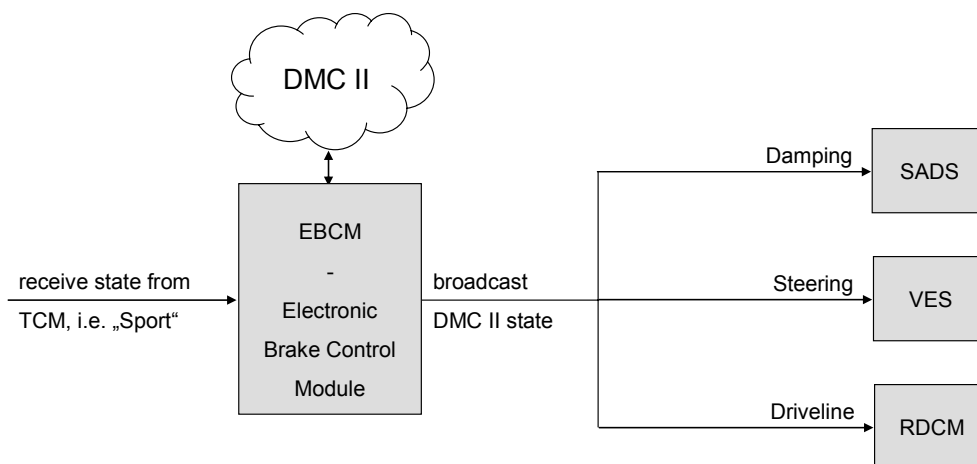 DMC II
EBCM
-
Electronic
Brake Control
Module
receive state from
TCM, i.e. „Sport“
broadcast
DMC II state
Damping
SADS
Steering
VES
Driveline
RDCM